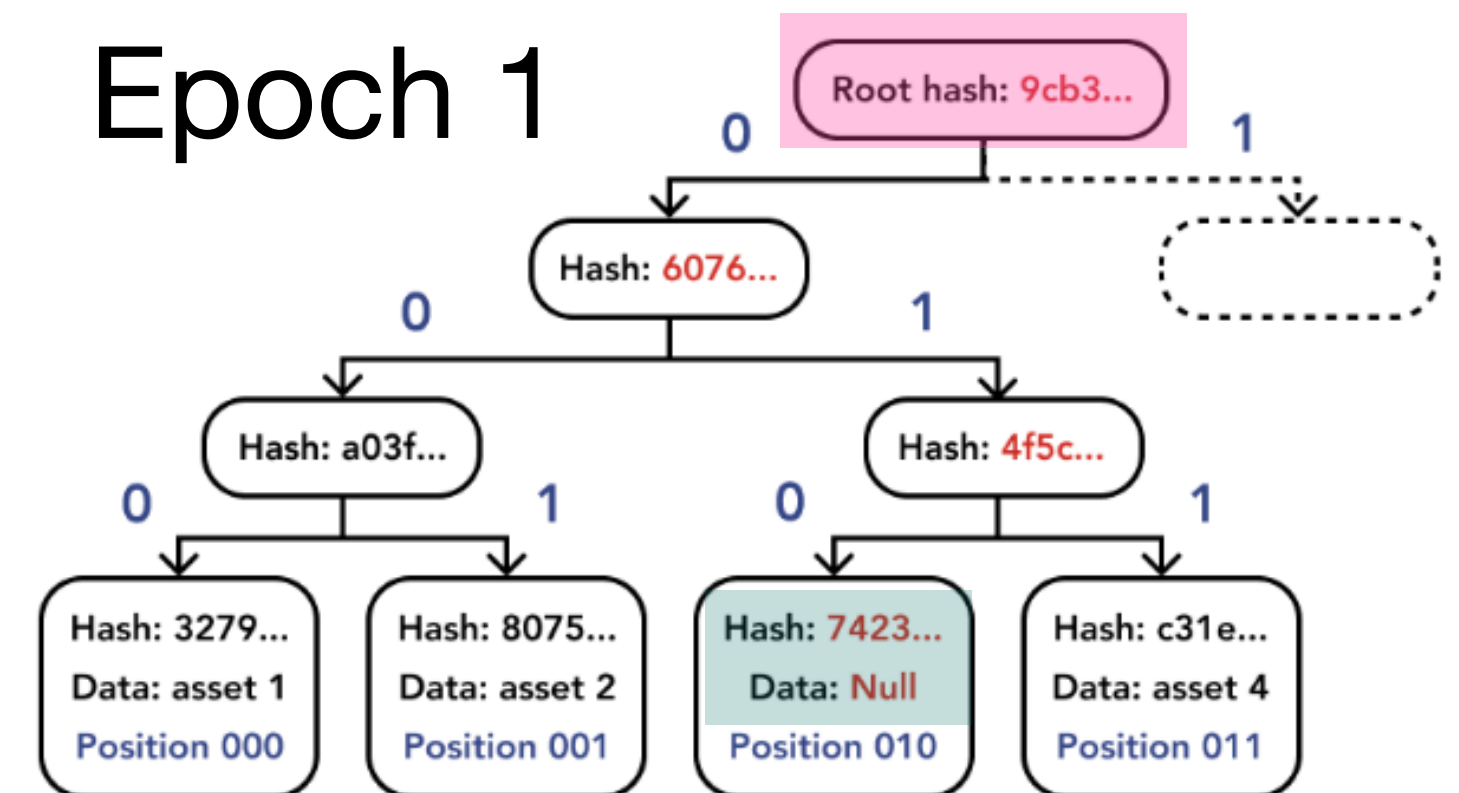 Epoch 1
Root hash: 9cb3...
0
1
Hash: 6076...
0
1
Hash: a03f...
Hash: 4f5c...
0
1
0
1
Hash: 3279...
Data: asset 1
Position 000
Hash: 8075...
Data: asset 2
Position 001
Hash: 7423...
Data: Null
Position 010
Hash: c31e...
Data: asset 4
Position 011